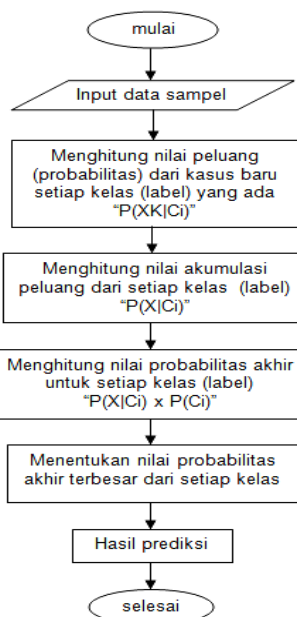 mulai
Input data sampel
Menghitung nilai peluang
(probabilitas) dari kasus baru
setiap kelas (label) yang ada
“P(XK|Ci)”
Menghitung nilai akumulasi
peluang dari setiap kelas (label)
“P(X|Ci)”
Menghitung nilai probabilitas akhir
untuk setiap kelas (label)
“P(X|Ci) x P(Ci)”
Menentukan nilai probabilitas
akhir terbesar dari setiap kelas
Hasil prediksi
selesai